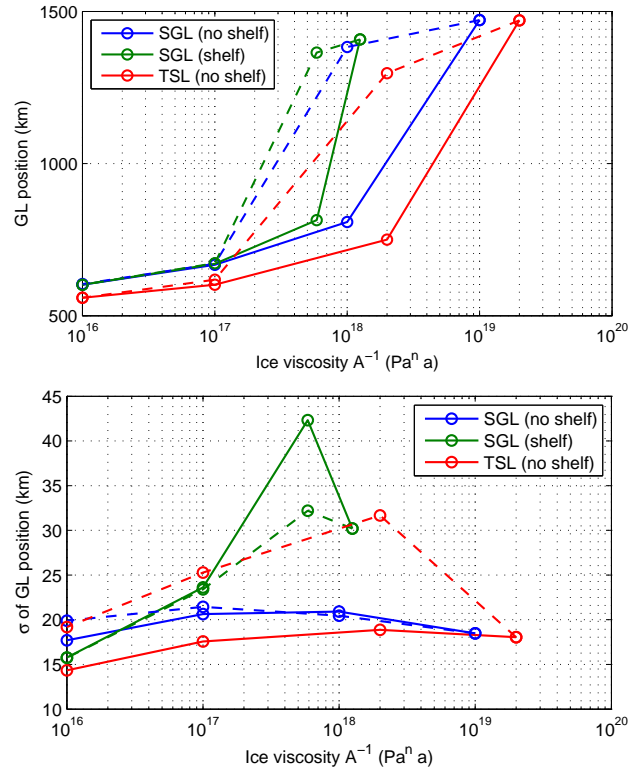 1500
1000
500
GL position (km)
SGL (no shelf)
SGL (shelf)
TSL (no shelf)
10^16 10^17 10^18 10^19 10^20
Ice viscosity A^−1 (Pa^n a)
45
40
35
30
25
20
15
10
σ of GL position (km)
SGL (no shelf)
SGL (shelf)
TSL (no shelf)
10^16 10^17 10^18 10^19 10^20
Ice viscosity A^−1 (Pa^n a)